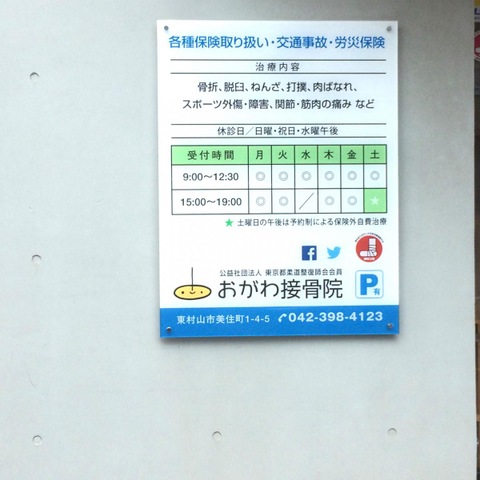 各種保険取り扱い・交通事故・労災保険
治療内容
骨折、脱臼、ねんざ、打撲、肉ばなれ、
スポーツ外傷・障害、関節・筋肉の痛み など
休診日／日曜・祝日・水曜午後
受付時間 月 火 水 木 金 土
9:00〜12:30 ◎ ◎ ◎ ◎ ◎ ◎
15:00〜19:00 ◎ ◎ ／ ◎ ◎ ★
★ 土曜日の午後は予約制による保険外自費治療
公益社団法人 東京都柔道整復師会会員
おがわ接骨院
P有
東村山市美住町1-4-5 042-398-4123